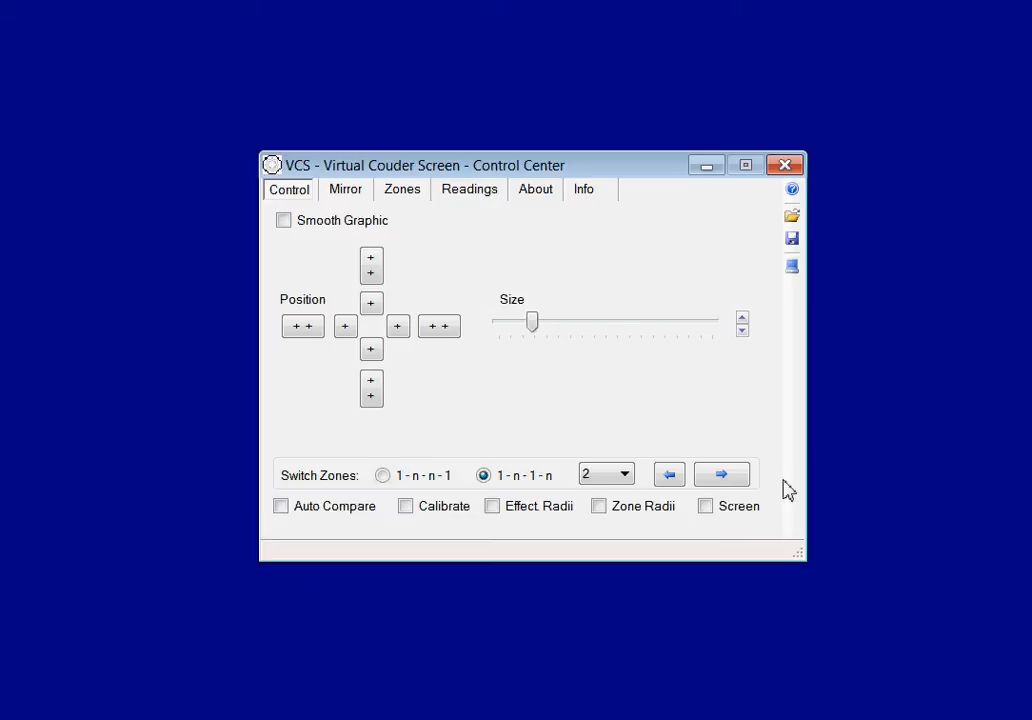 VCS - Virtual Couder Screen - Control Center
Control Mirror Zones Readings About Info
Smooth Graphic
+
+
Position + Size
+ + + + + +
+
+
+
Switch Zones: 1 - n - n - 1 1 - n - 1 - n 2
Auto Compare Calibrate Effect. Radii Zone Radii Screen